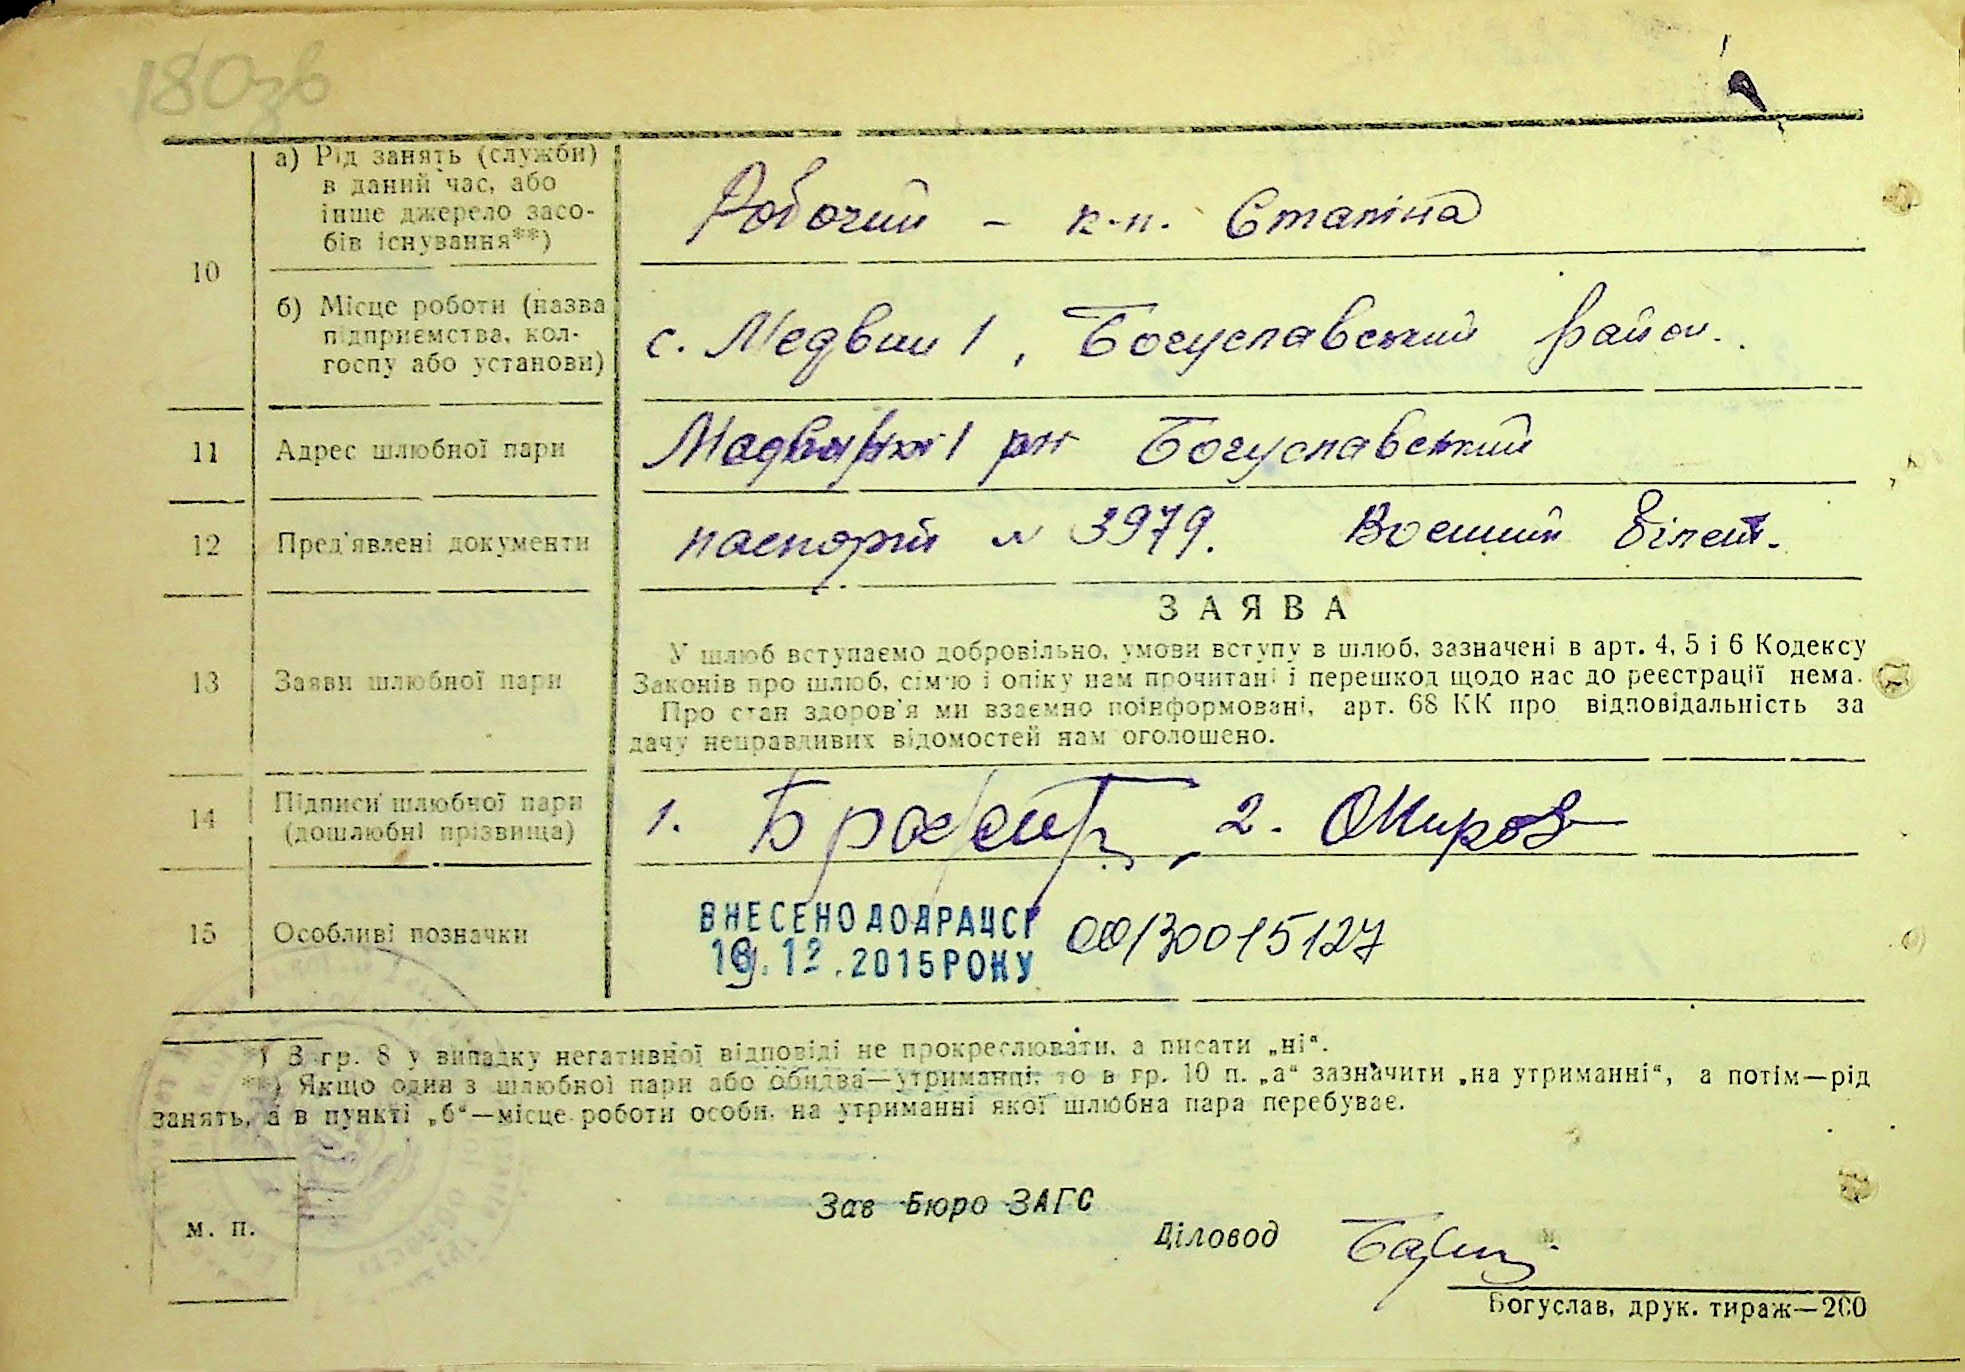 180зв
10
а) Рід занять (служби)
в даний час, або
інше джерело засо-
бів існування**)
Робочий - к-п. Сталіна
б) Місце роботи (назва
підприємства, кол-
госпу або установи)
с. Медвин 1, Богуславський район.
11
Адрес шлюбної пари
1 рн Богуславський
12
Пред'явлені документи
паспорт № 3979. Воєнний білет.
ЗАЯВА
13
Заяви шлюбної пари
У шлюб вступаємо добровільно, умови вступу в шлюб, зазначені в арт. 4, 5 і 6 Кодексу
Законів про шлюб, сім'ю і опіку нам прочитані і перешкод щодо нас до реєстрації нема.
Про стан здоров'я ми взаємно поінформовані, арт. 68 КК про відповідальність за
дачу неправдивих відомостей нам оголошено.
14
Підписи шлюбної пари
(дошлюбні прізвища)
1. 2.
15
Особливі позначки
ВНЕСЕНО ДО ДРАЦСГ 00130015127
19.12.2015 РОКУ
*) В гр. 8 у випадку негативної відповіді не прокреслювати, а писати „ні“.
**) Якщо один з шлюбної пари або обидва—утриманці, то в гр. 10 п. „а“ зазначити „на утриманні“, а потім—рід
занять, а в пункті „б“—місце роботи особи, на утриманні якої шлюбна пара перебуває.
М. П.
Зав Бюро ЗАГС
Діловод
Богуслав, друк. тираж—200